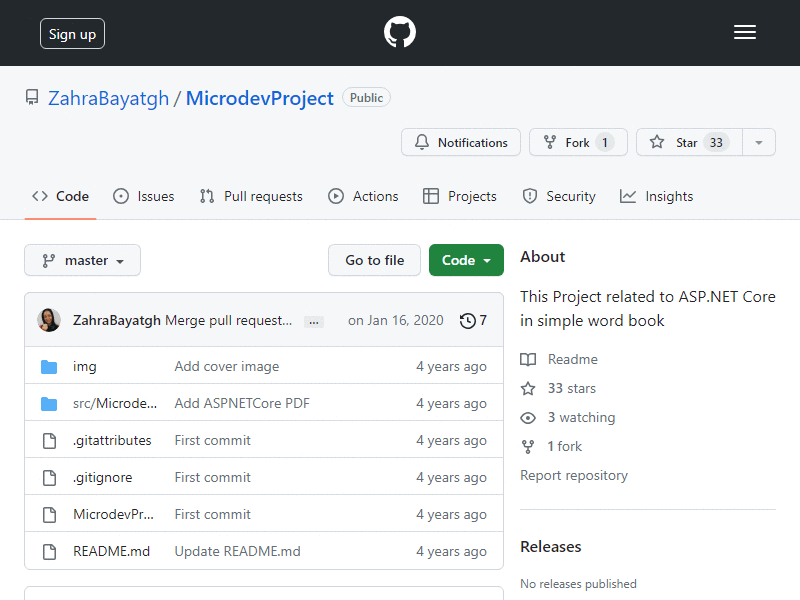 Sign up
ZahraBayatgh / MicrodevProject Public
Notifications Fork 1 Star 33
Code Issues Pull requests Actions Projects Security Insights
master Go to file Code
ZahraBayatgh Merge pull request... ... on Jan 16, 2020 7
img Add cover image 4 years ago
src/Microde... Add ASPNETCore PDF 4 years ago
.gitattributes First commit 4 years ago
.gitignore First commit 4 years ago
MicrodevPr... First commit 4 years ago
README.md Update README.md 4 years ago
About
This Project related to ASP.NET Core
in simple word book
Readme
33 stars
3 watching
1 fork
Report repository
Releases
No releases published